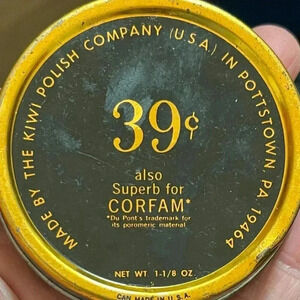 MADE BY THE KIWI POLISH COMPANY (U S A) IN POTTSTOWN PA 19464
39¢
also
Superb for
CORFAM*
*Du Pont's trademark for
its poromeric material
NET WT. 1-1/8 OZ.
CAN MADE IN U.S.A.